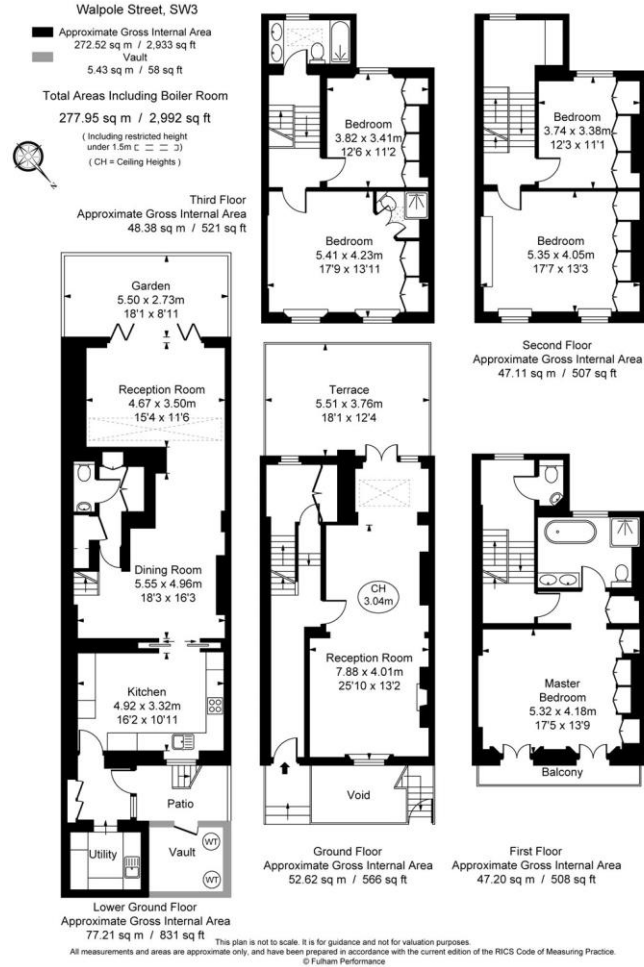 Walpole Street, SW3
Approximate Gross Internal Area
272.52 sq m / 2,933 sq ft
Vault
5.43 sq m / 58 sq ft
Total Areas Including Boiler Room
277.95 sq m / 2,992 sq ft
( Including restricted height
under 1.5m )
( CH = Ceiling Heights )
N
Third Floor
Approximate Gross Internal Area
48.38 sq m / 521 sq ft
Bedroom
3.82 x 3.41m
12'6 x 11'2
Bedroom
5.41 x 4.23m
17'9 x 13'11
Bedroom
3.74 x 3.38m
12'3 x 11'1
Bedroom
5.35 x 4.05m
17'7 x 13'3
Second Floor
Approximate Gross Internal Area
47.11 sq m / 507 sq ft
Garden
5.50 x 2.73m
18'1 x 8'11
Reception Room
4.67 x 3.50m
15'4 x 11'6
Dining Room
5.55 x 4.96m
18'3 x 16'3
Kitchen
4.92 x 3.32m
16'2 x 10'11
Patio
Utility
Vault
WT
WT
Lower Ground Floor
Approximate Gross Internal Area
77.21 sq m / 831 sq ft
Terrace
5.51 x 3.76m
18'1 x 12'4
CH
3.04m
Reception Room
7.88 x 4.01m
25'10 x 13'2
Void
Ground Floor
Approximate Gross Internal Area
52.62 sq m / 566 sq ft
Master
Bedroom
5.32 x 4.18m
17'5 x 13'9
Balcony
First Floor
Approximate Gross Internal Area
47.20 sq m / 508 sq ft
This plan is not to scale. It is for guidance and not for valuation purposes.
All measurements and areas are approximate only, and have been prepared in accordance with the current edition of the RICS Code of Measuring Practice.
© Fulham Performance